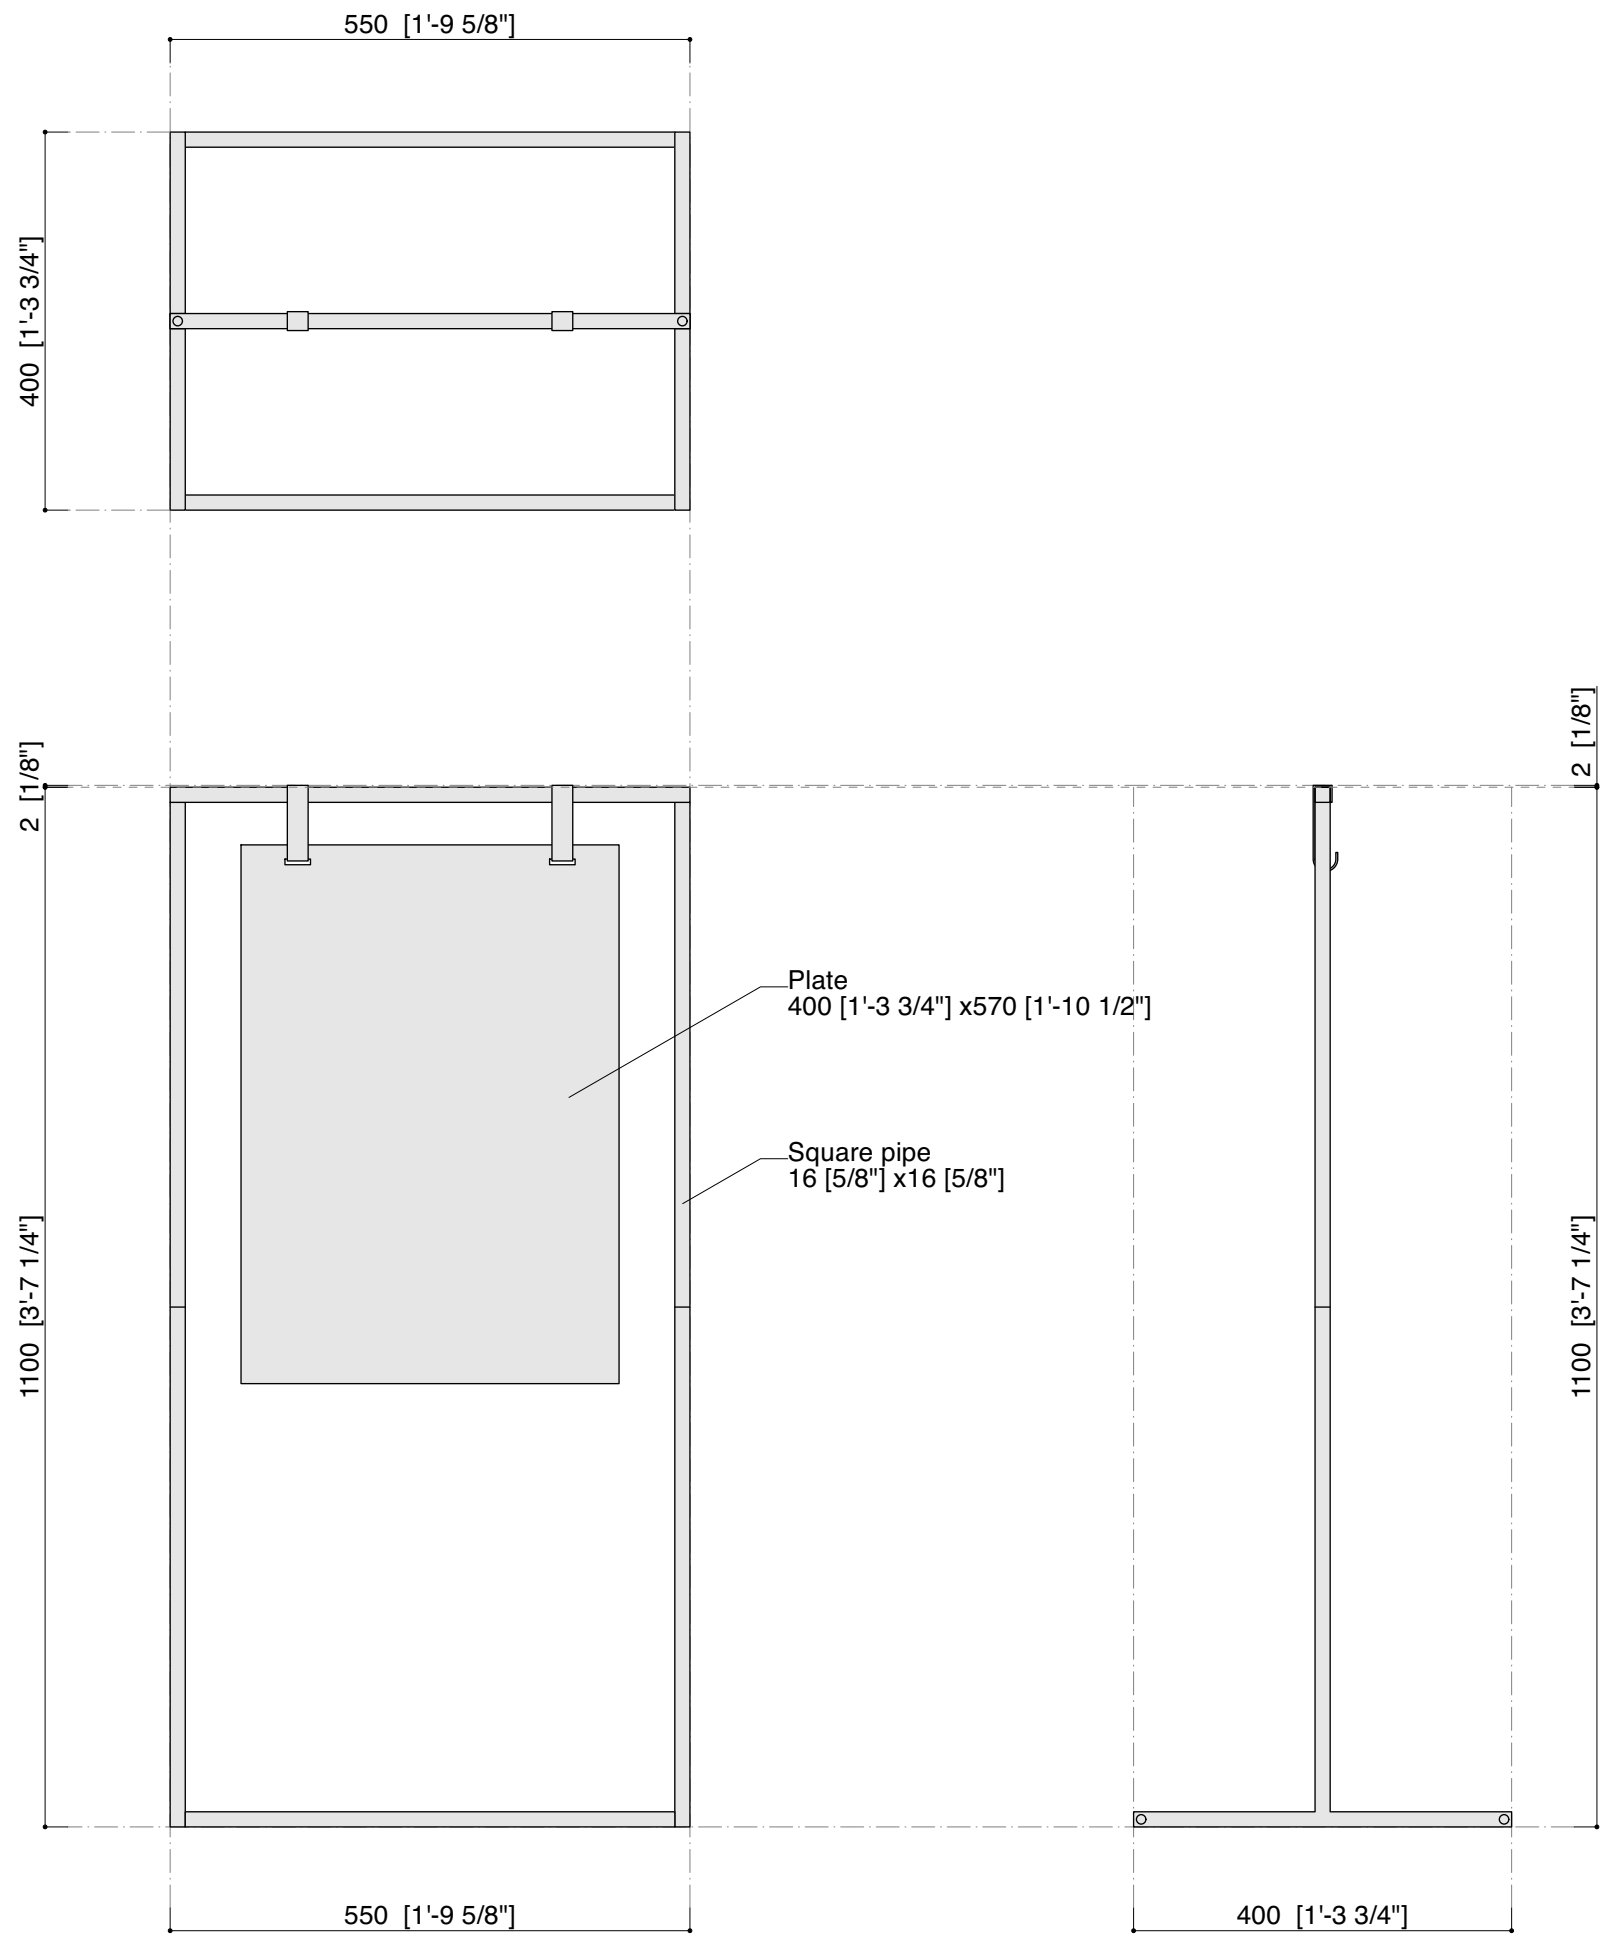 550 [1'-9 5/8"]
400 [1'-3 3/4"]
2 [1/8"]
2 [1/8"]
Plate
400 [1'-3 3/4"] x570 [1'-10 1/2"]
Square pipe
16 [5/8"] x16 [5/8"]
1100 [3'-7 1/4"]
1100 [3'-7 1/4"]
550 [1'-9 5/8"]
400 [1'-3 3/4"]